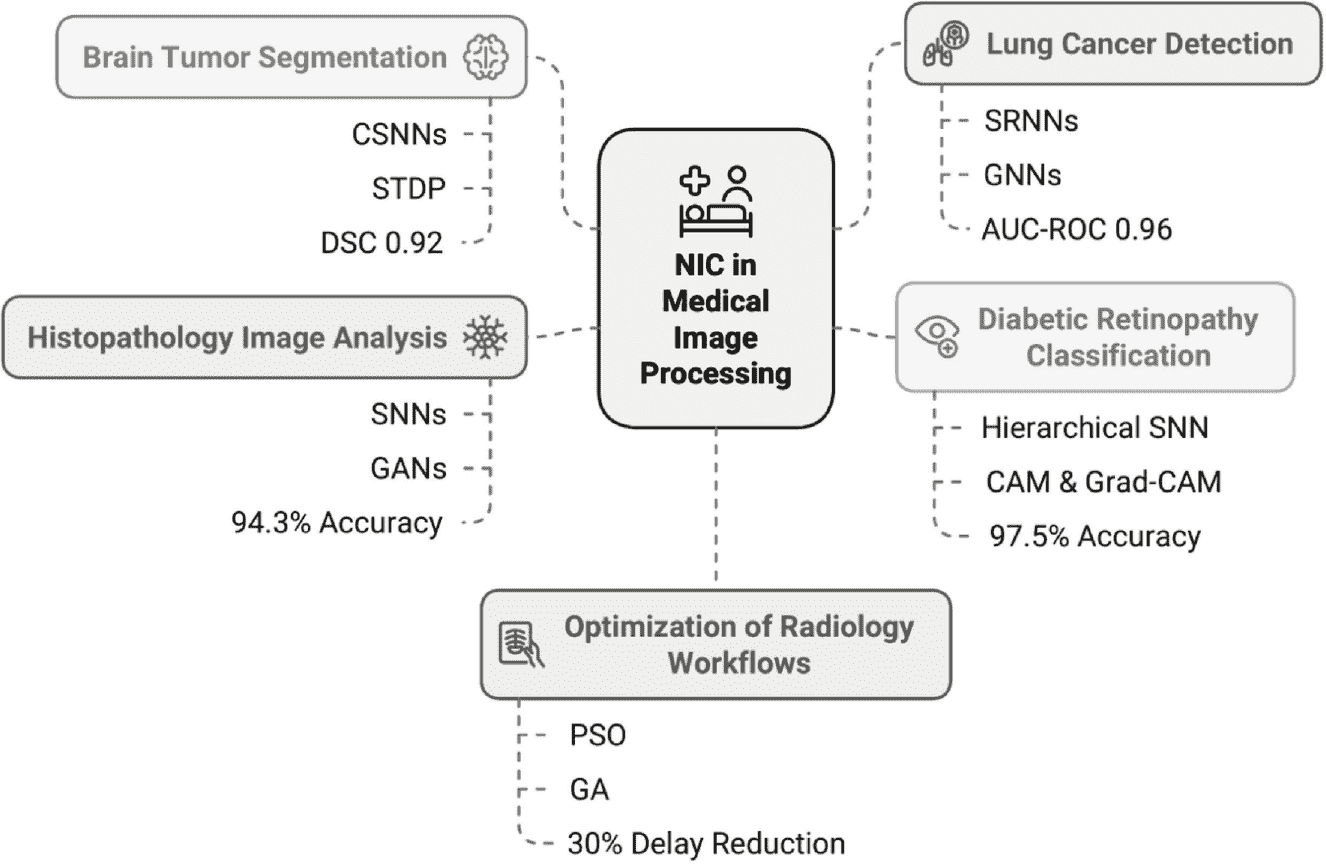 Brain Tumor Segmentation
CSNNs
STDP
DSC 0.92
Histopathology Image Analysis
SNNs
GANs
94.3% Accuracy
NIC in
Medical
Image
Processing
Lung Cancer Detection
SRNNs
GNNs
AUC-ROC 0.96
Diabetic Retinopathy
Classification
Hierarchical SNN
CAM & Grad-CAM
97.5% Accuracy
Optimization of Radiology
Workflows
PSO
GA
30% Delay Reduction